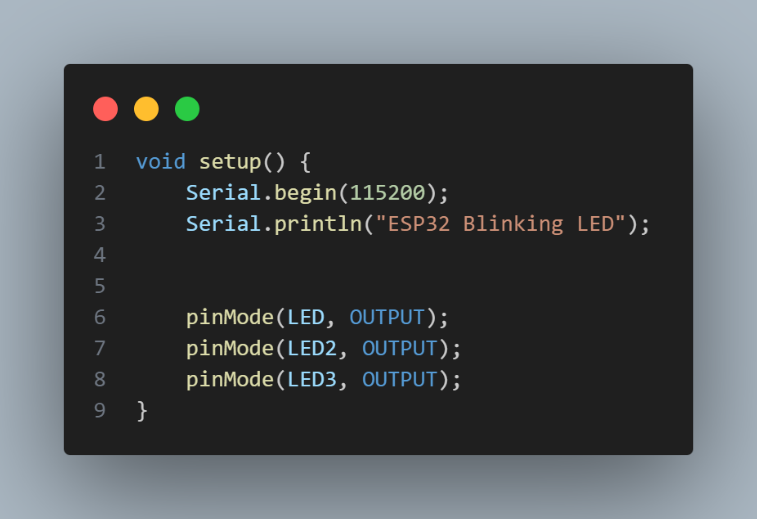 1 void setup() {
2     Serial.begin(115200);
3     Serial.println("ESP32 Blinking LED");
4
5
6     pinMode(LED, OUTPUT);
7     pinMode(LED2, OUTPUT);
8     pinMode(LED3, OUTPUT);
9 }